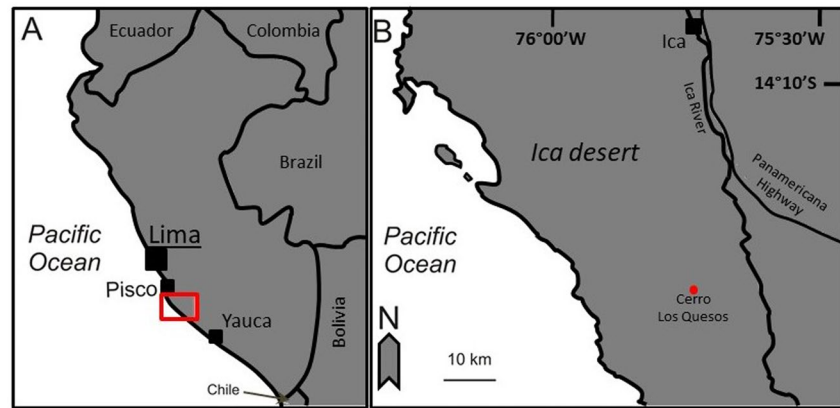 A
Ecuador
Colombia
Brazil
Pacific
Ocean
Lima
Pisco
Yauca
Bolivia
Chile
B
76°00'W
Ica
75°30'W
14°10'S
Ica River
Ica desert
Panamericana
Highway
Pacific
Ocean
Cerro
Los Quesos
N
10 km